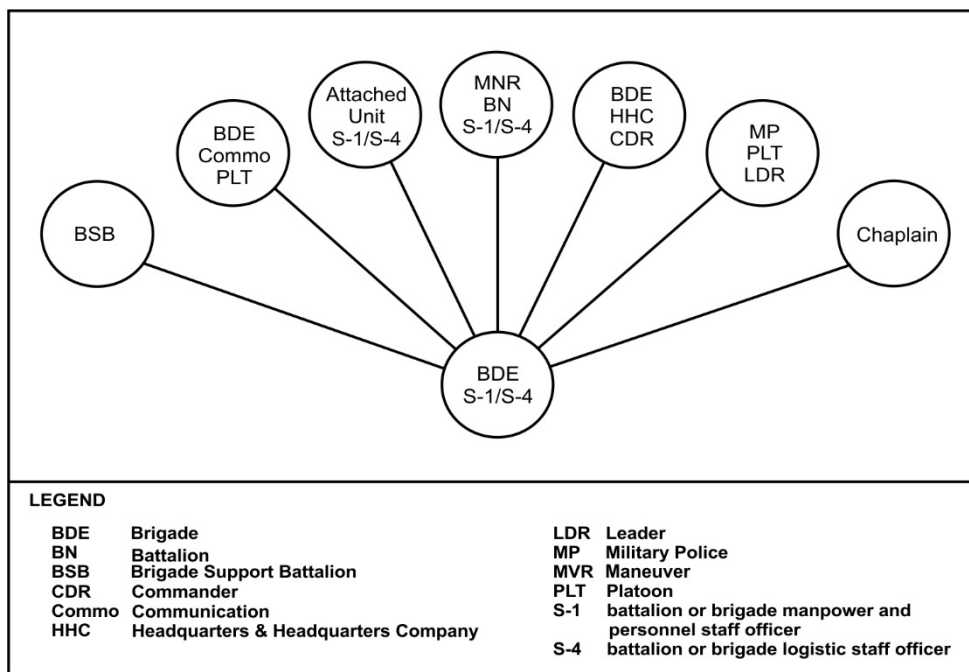 BSB
BDE
Commo
PLT
Attached
Unit
S-1/S-4
MNR
BN
S-1/S-4
BDE
HHC
CDR
MP
PLT
LDR
Chaplain
BDE
S-1/S-4
LEGEND
BDE Brigade
BN Battalion
BSB Brigade Support Battalion
CDR Commander
Commo Communication
HHC Headquarters & Headquarters Company
LDR Leader
MP Military Police
MVR Maneuver
PLT Platoon
S-1 battalion or brigade manpower and
personnel staff officer
S-4 battalion or brigade logistic staff officer